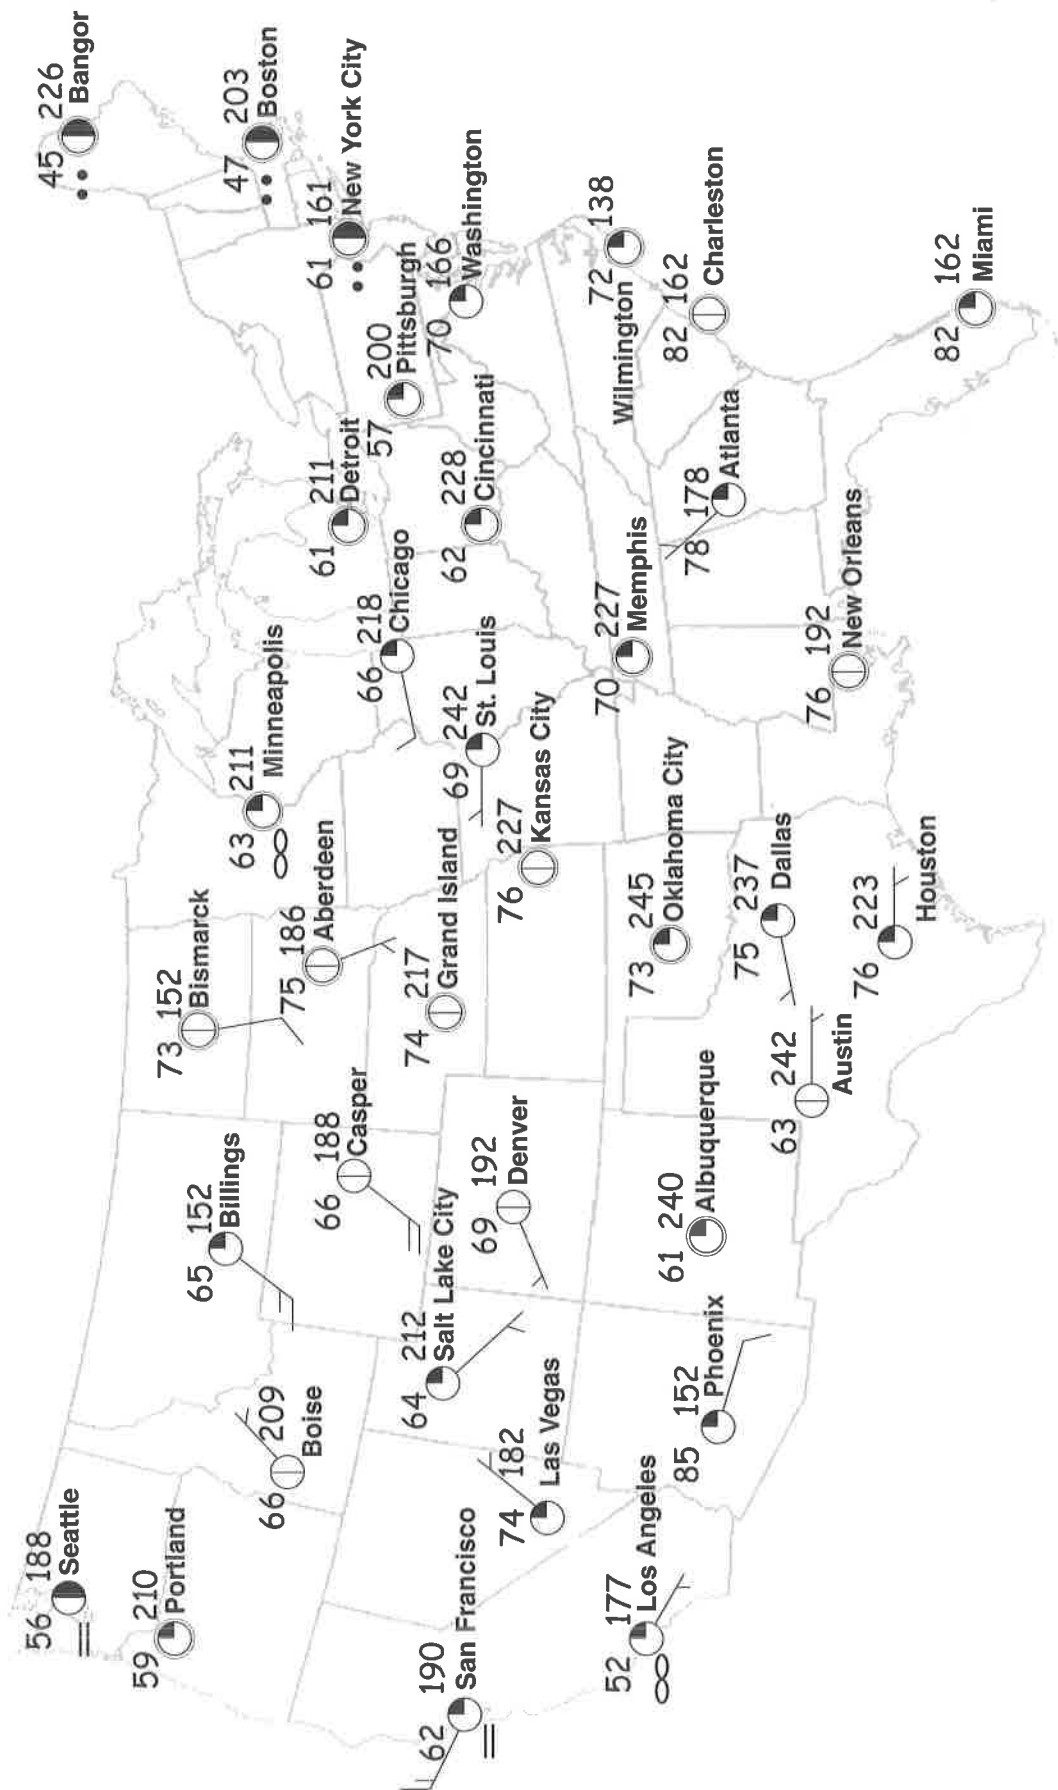 56 188
Seattle
59 210
Portland
66 209
Boise
65 152
Billings
73 152
Bismarck
75 186
Aberdeen
63 211
Minneapolis
66 188
Casper
64 212
Salt Lake City
74 217
Grand Island
66 218
Chicago
61 211
Detroit
57 200
Pittsburgh
61 161
New York City
47 203
Boston
45 226
Bangor
62 190
San Francisco
74 182
Las Vegas
69 192
Denver
76 227
Kansas City
69 242
St. Louis
62 228
Cincinnati
70 166
Washington
52 177
Los Angeles
85 152
Phoenix
61 240
Albuquerque
73 245
Oklahoma City
70 227
Memphis
78 178
Atlanta
72 138
Wilmington
82 162
Charleston
63 242
Austin
75 237
Dallas
76 223
Houston
76 192
New Orleans
82 162
Miami